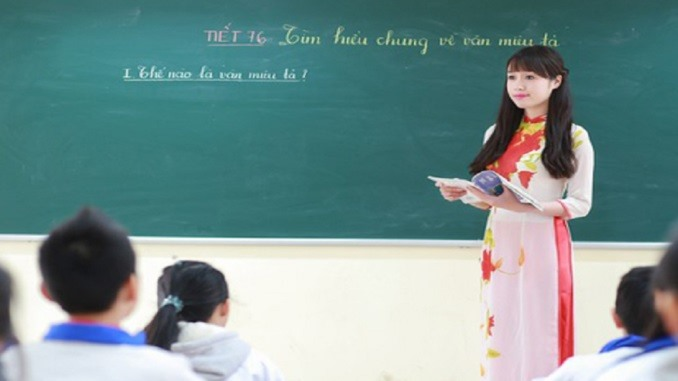 TIẾT 76 Tìm hiểu chung về văn miêu tả
I. Thế nào là văn miêu tả?